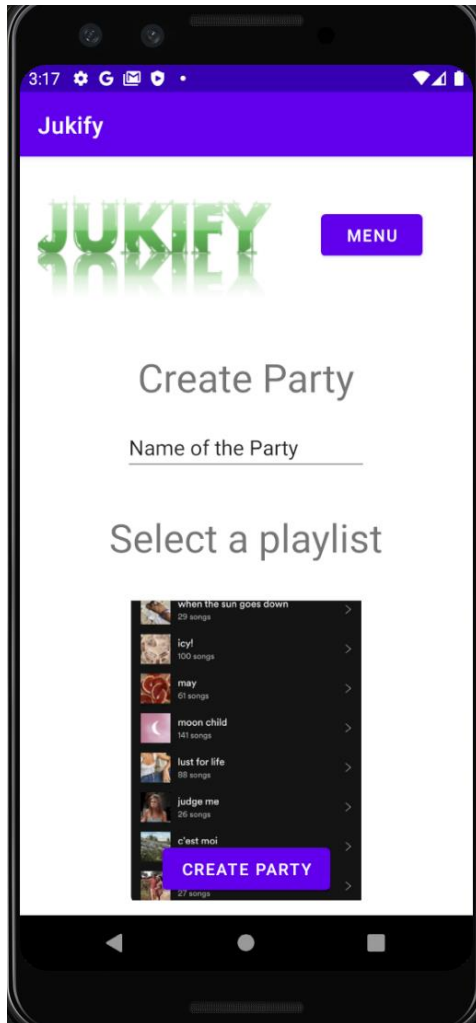 3:17
Jukify
JUKIFY
MENU
Create Party
Name of the Party
Select a playlist
when the sun goes down
29 songs
icy!
100 songs
may
61 songs
moon child
141 songs
lust for life
88 songs
judge me
26 songs
c'est moi
CREATE PARTY
27 songs